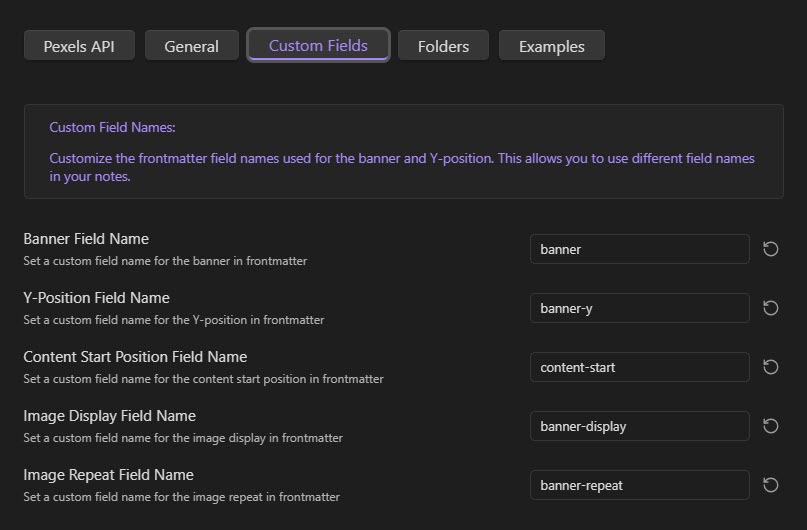 Pexels API General Custom Fields Folders Examples
Custom Field Names:
Customize the frontmatter field names used for the banner and Y-position. This allows you to use different field names
in your notes.
Banner Field Name
Set a custom field name for the banner in frontmatter
banner
Y-Position Field Name
Set a custom field name for the Y-position in frontmatter
banner-y
Content Start Position Field Name
Set a custom field name for the content start position in frontmatter
content-start
Image Display Field Name
Set a custom field name for the image display in frontmatter
banner-display
Image Repeat Field Name
Set a custom field name for the image repeat in frontmatter
banner-repeat